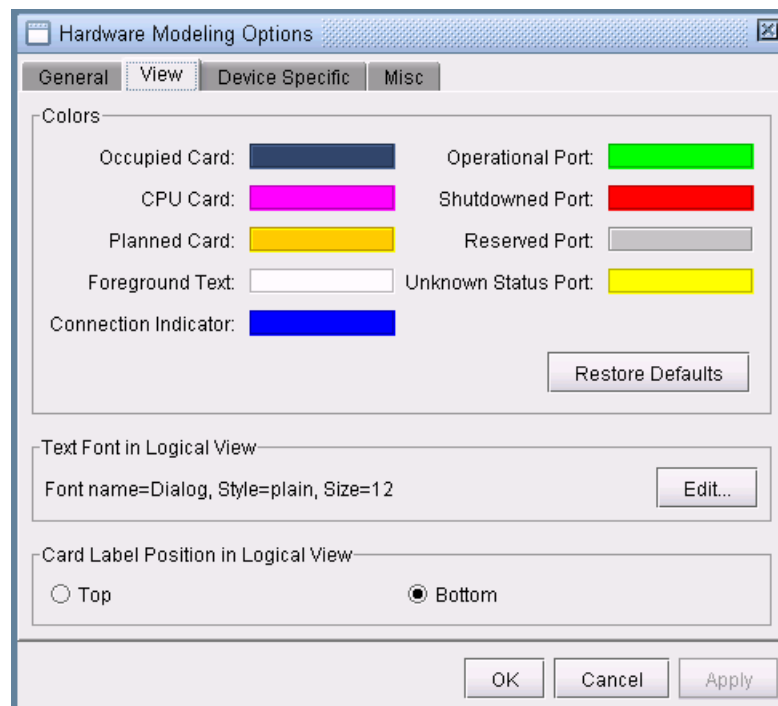 Hardware Modeling Options
General View Device Specific Misc
Colors
Occupied Card: Operational Port:
CPU Card: Shutdowned Port:
Planned Card: Reserved Port:
Foreground Text: Unknown Status Port:
Connection Indicator:
Restore Defaults
Text Font in Logical View
Font name=Dialog, Style=plain, Size=12 Edit...
Card Label Position in Logical View
Top Bottom
OK Cancel Apply